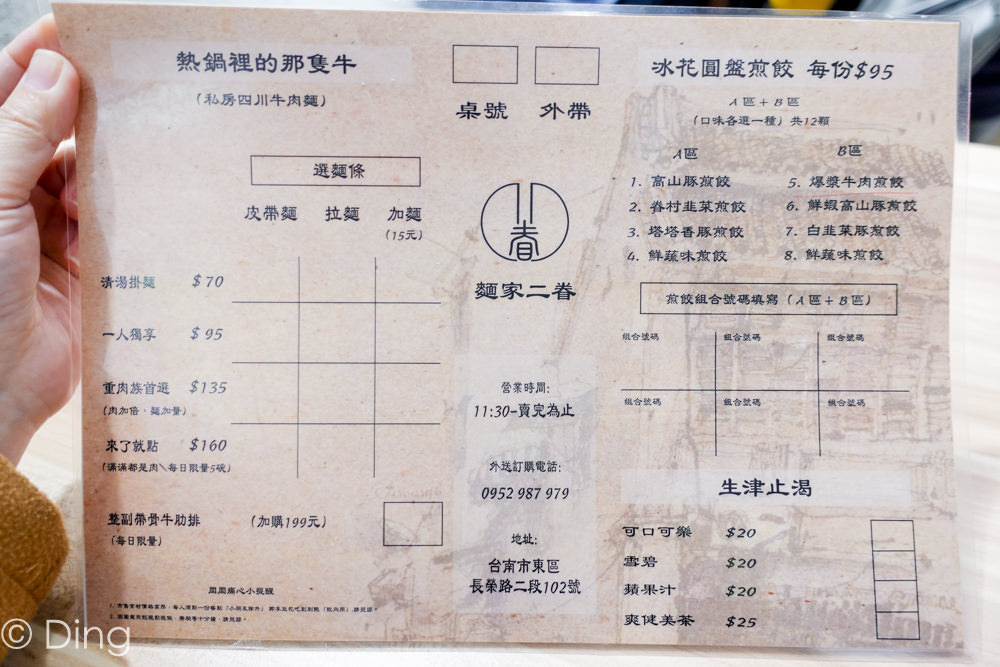 熱鍋裡的那隻牛
(私房四川牛肉麵)
選麵條
皮帶麵 拉麵 加麵
(15元)
清湯掛麵 $70
一人獨享 $95
重肉族首選 $135
(肉加倍、麵加量)
來了就點 $160
(滿滿都是肉\每日限量5碗)
整副帶骨牛肋排 (加購199元)
(每日限量)
桌號 外帶
二眷
麵家二眷
營業時間:
11:30-賣完為止
外送訂購電話:
0952 987 979
地址:
台南市東區
長榮路二段102號
冰花圓盤煎餃 每份$95
A區+B區
(口味各選一種) 共12顆
A區 B區
1. 高山豚煎餃 5. 爆漿牛肉煎餃
2. 眷村韭菜煎餃 6. 鮮蝦高山豚煎餃
3. 塔塔香豚煎餃 7. 白韭菜豚煎餃
4. 鮮蔬味煎餃 8. 鮮蔬味煎餃
煎餃組合號碼填寫(A區+B區)
組合號碼 組合號碼 組合號碼
組合號碼 組合號碼 組合號碼
生津止渴
可口可樂 $20
雪碧 $20
蘋果汁 $20
爽健美茶 $25
© Ding